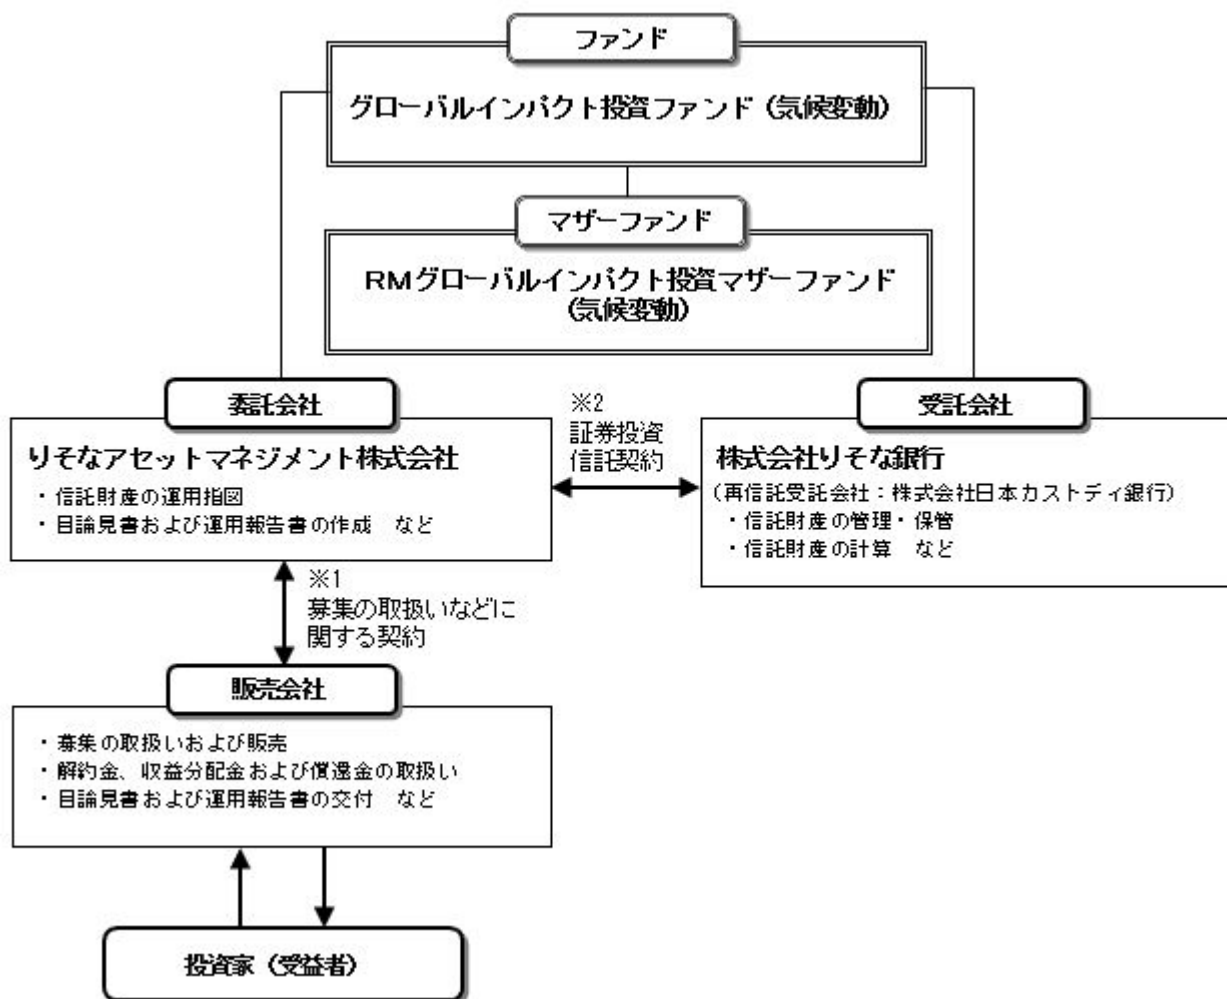 ファンド
グローバルインパクト投資ファンド（気候変動）
マザーファンド
RMグローバルインパクト投資マザーファンド
（気候変動）
委託会社
りそなアセットマネジメント株式会社
・信託財産の運用指図
・目論見書および運用報告書の作成　など
※2
証券投資
信託契約
受託会社
株式会社りそな銀行
（再信託受託会社：株式会社日本カストディ銀行）
・信託財産の管理・保管
・信託財産の計算　など
※1
募集の取扱いなどに
関する契約
販売会社
・募集の取扱いおよび販売
・解約金、収益分配金および償還金の取扱い
・目論見書および運用報告書の交付　など
投資家（受益者）